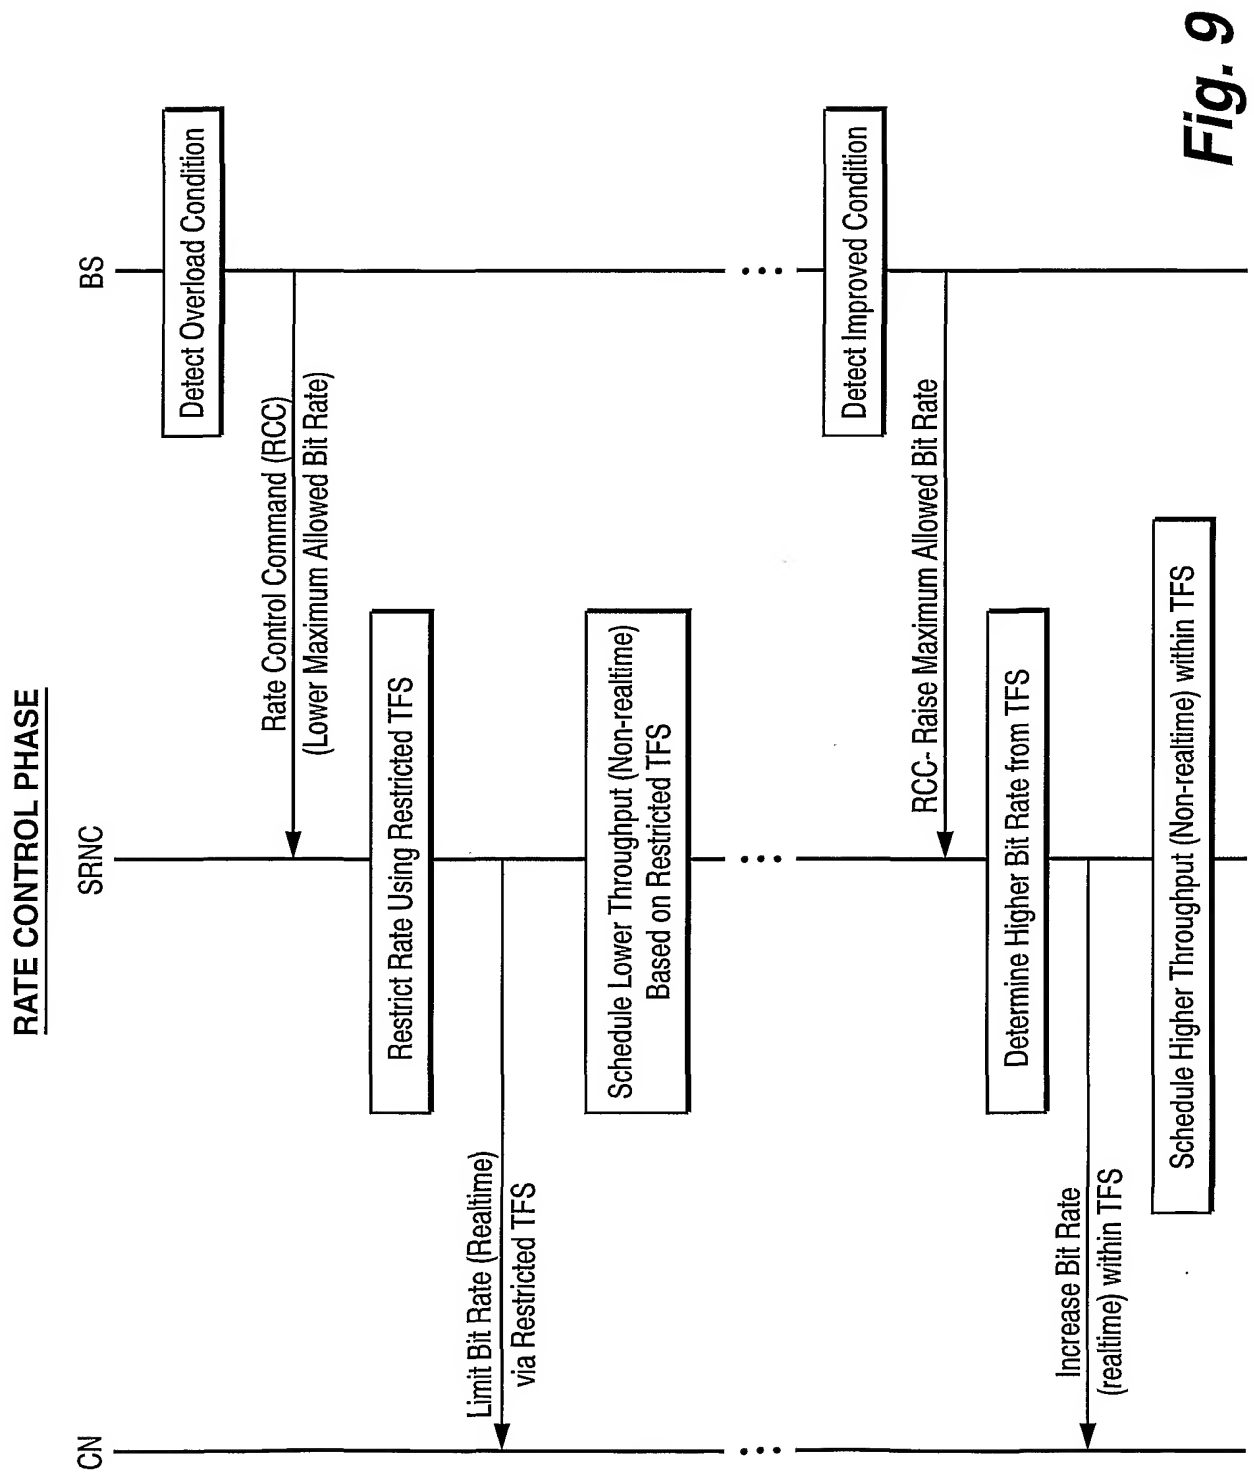 RATE CONTROL PHASE
CN
SRNC
BS
Detect Overload Condition
Rate Control Command (RCC)
(Lower Maximum Allowed Bit Rate)
Restrict Rate Using Restricted TFS
Limit Bit Rate (Realtime)
via Restricted TFS
Schedule Lower Throughput (Non-realtime)
Based on Restricted TFS
Detect Improved Condition
RCC- Raise Maximum Allowed Bit Rate
Determine Higher Bit Rate from TFS
Increase Bit Rate
(realtime) within TFS
Schedule Higher Throughput (Non-realtime) within TFS
Fig. 9